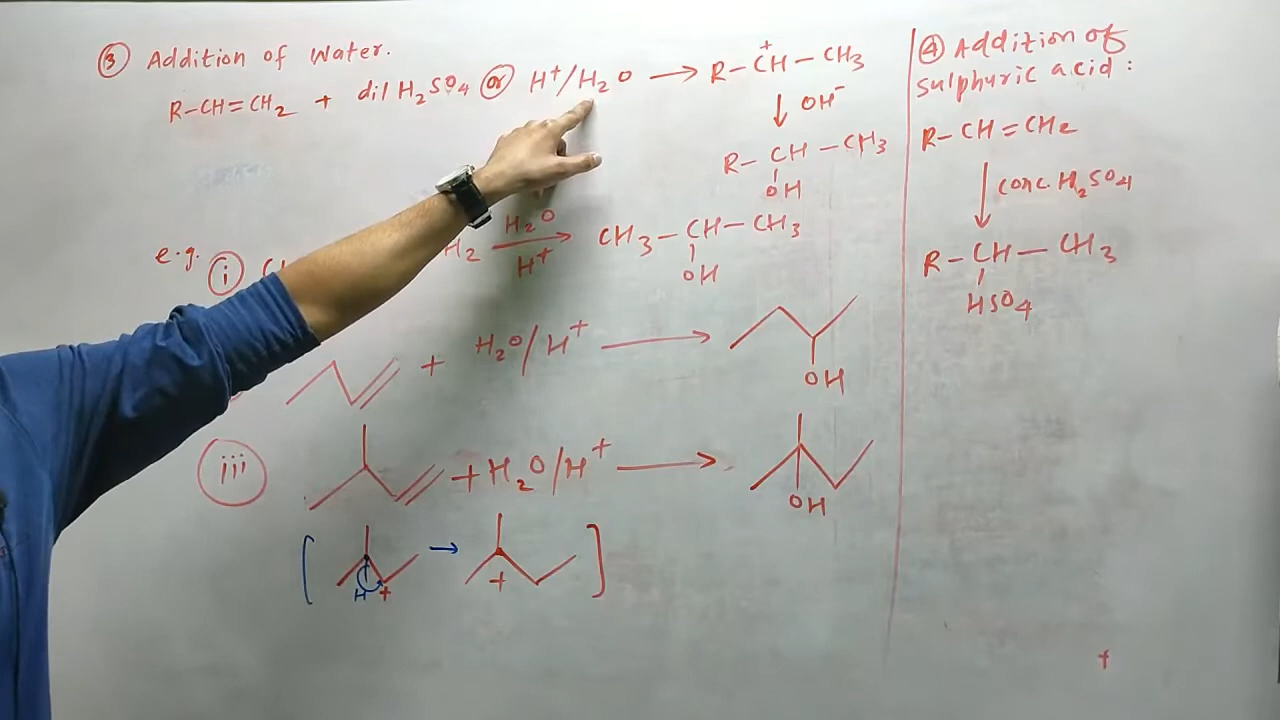 ③ Addition of Water.
R-CH=CH₂ + dil H₂SO₄ (or) H⁺/H₂O → R-C⁺H-CH₃
↓ OH⁻
R-CH-CH₃
OH
e.g. (i)
H₂ H₂O → CH₃-CH-CH₃
H⁺ OH
+ H₂O/H⁺ →
OH
(iii) + H₂O/H⁺ →
OH
[ H + → + ]
④ Addition of
sulphuric acid :
R-CH=CH₂
↓ conc. H₂SO₄
R-CH-CH₃
HSO₄